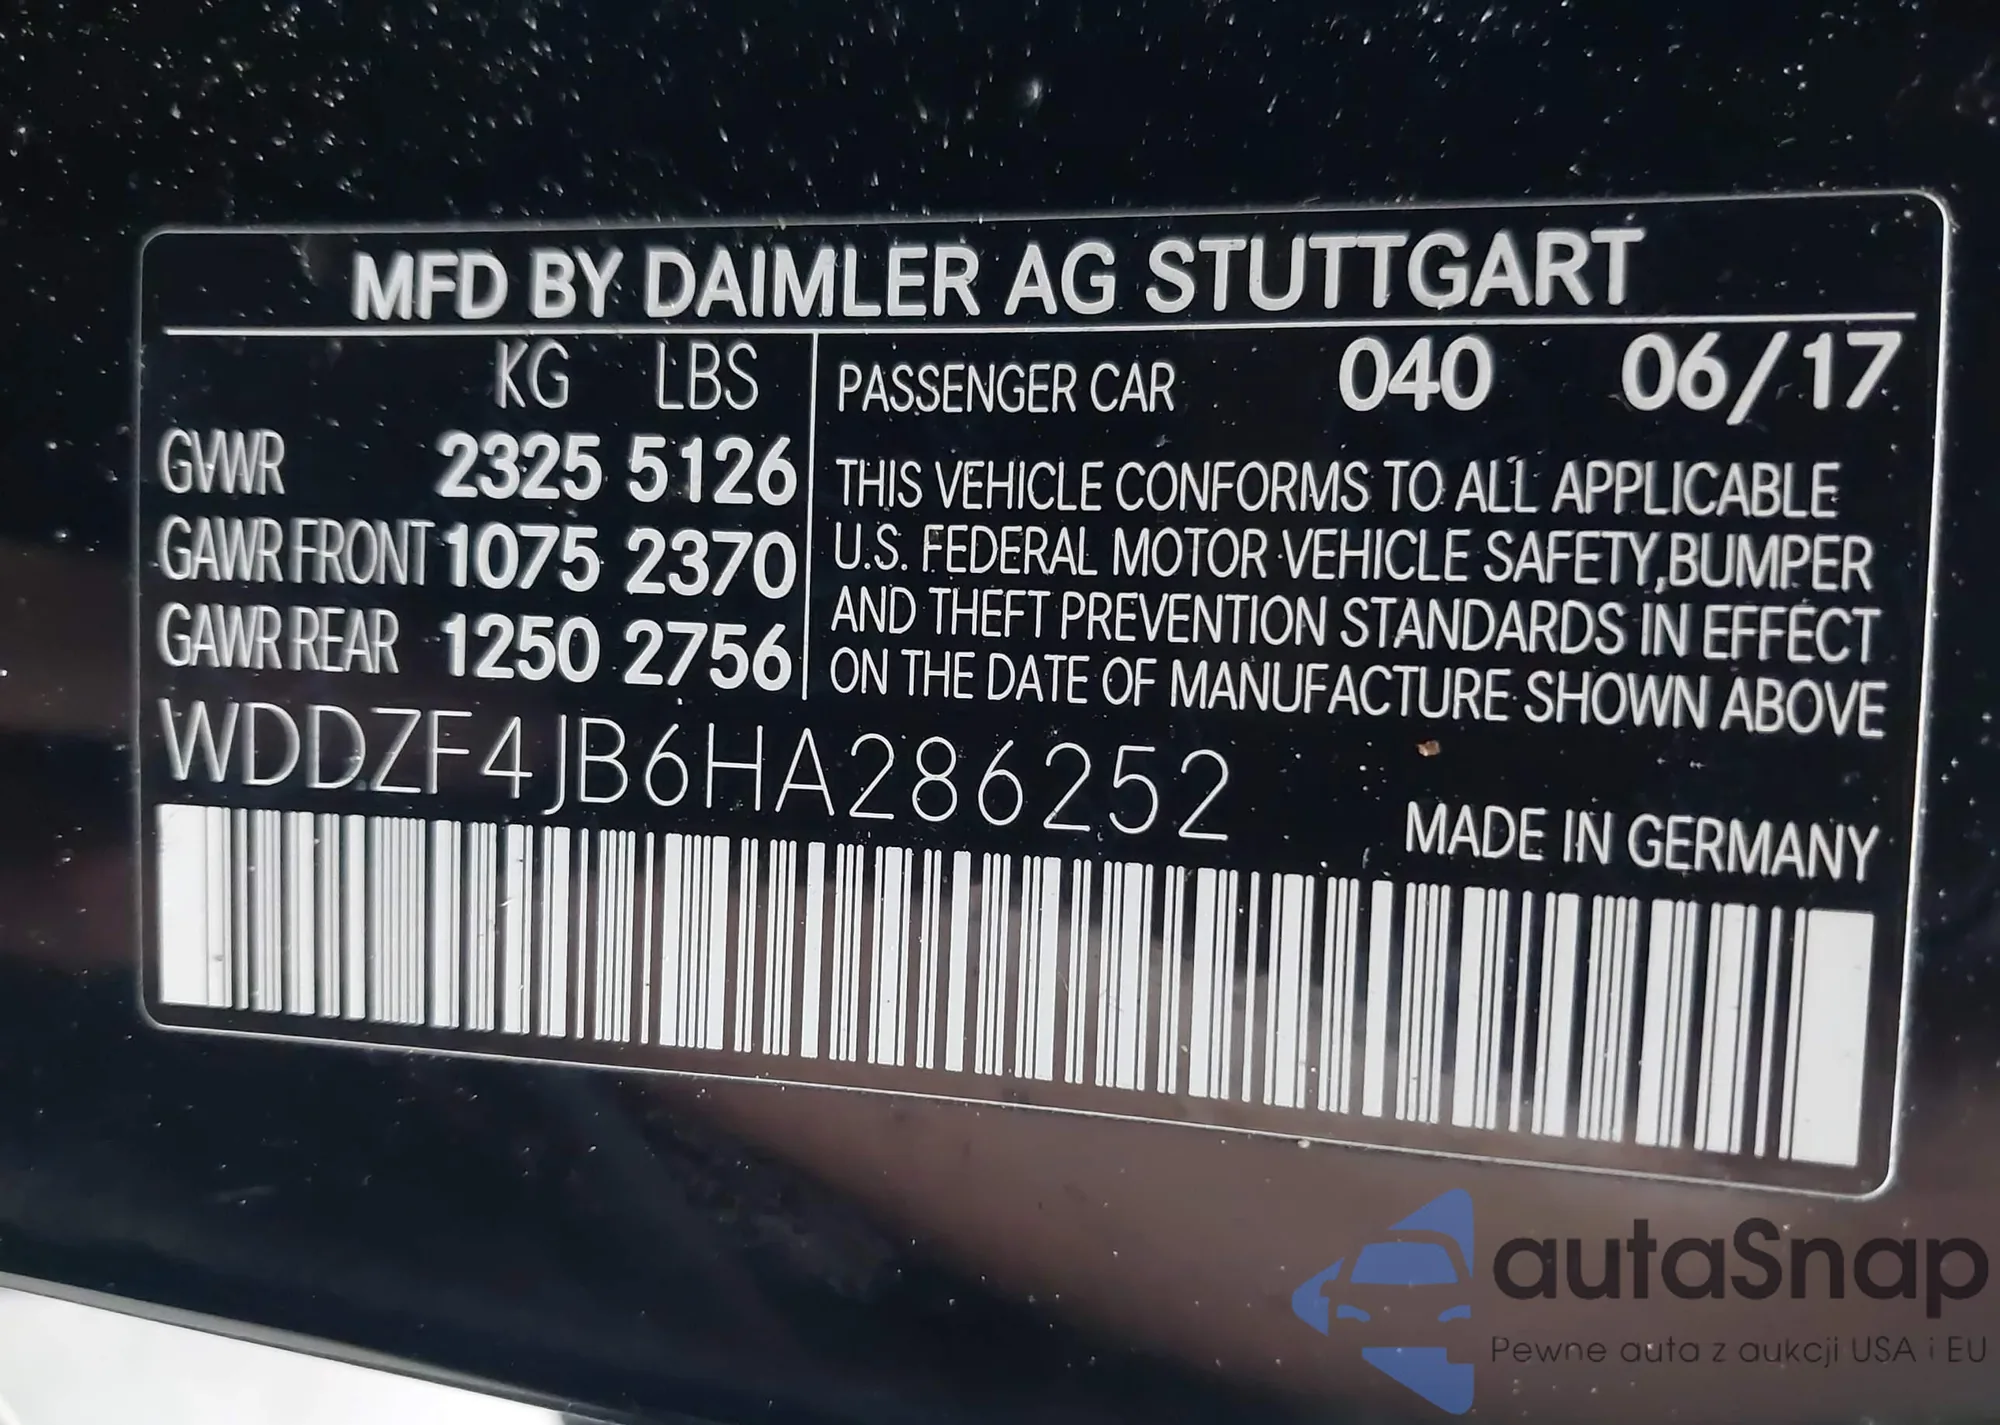 MFD BY DAIMLER AG STUTTGART
KG LBS
GVWR 2325 5126
GAWR FRONT 1075 2370
GAWR REAR 1250 2756
PASSENGER CAR 040 06/17
THIS VEHICLE CONFORMS TO ALL APPLICABLE
U.S. FEDERAL MOTOR VEHICLE SAFETY,BUMPER
AND THEFT PREVENTION STANDARDS IN EFFECT
ON THE DATE OF MANUFACTURE SHOWN ABOVE
WDDZF4JB6HA286252
MADE IN GERMANY
autaSnap
Pewne auta z aukcji USA i EU